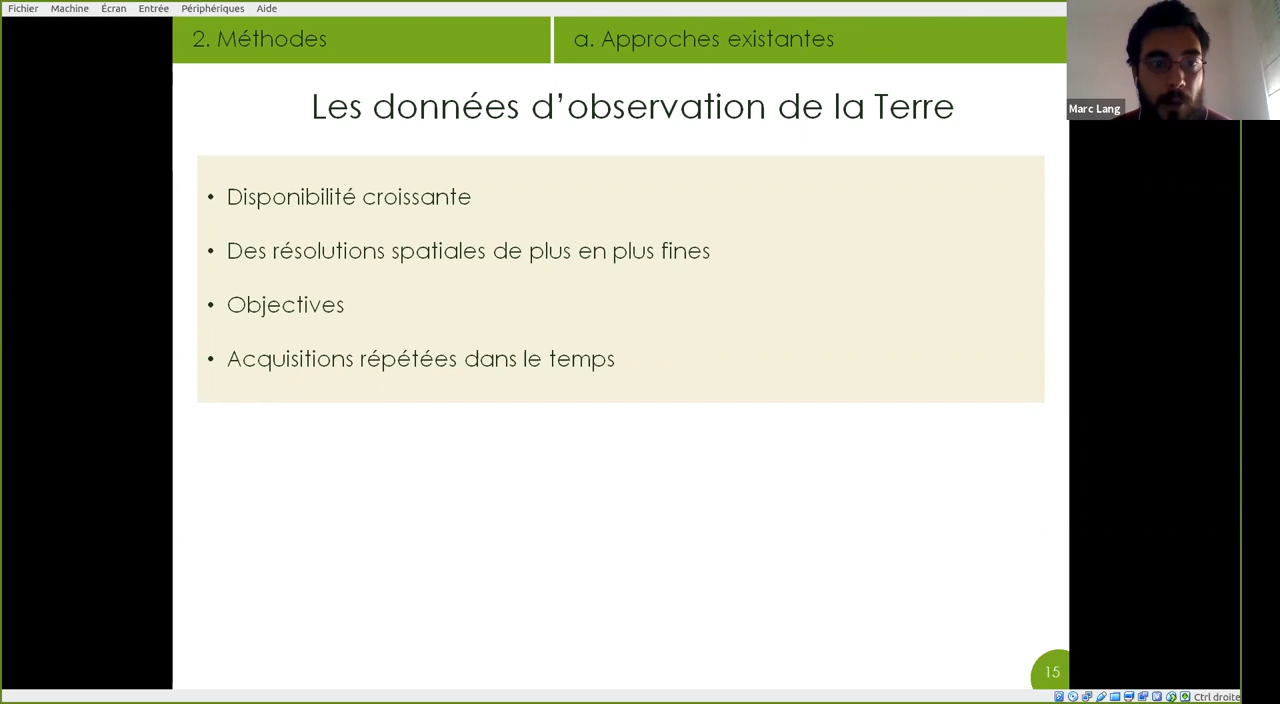 Fichier Machine Écran Entrée Périphériques Aide
2. Méthodes
a. Approches existantes
Marc Lang
Les données d’observation de la Terre
• Disponibilité croissante
• Des résolutions spatiales de plus en plus fines
• Objectives
• Acquisitions répétées dans le temps
15
Ctrl droite